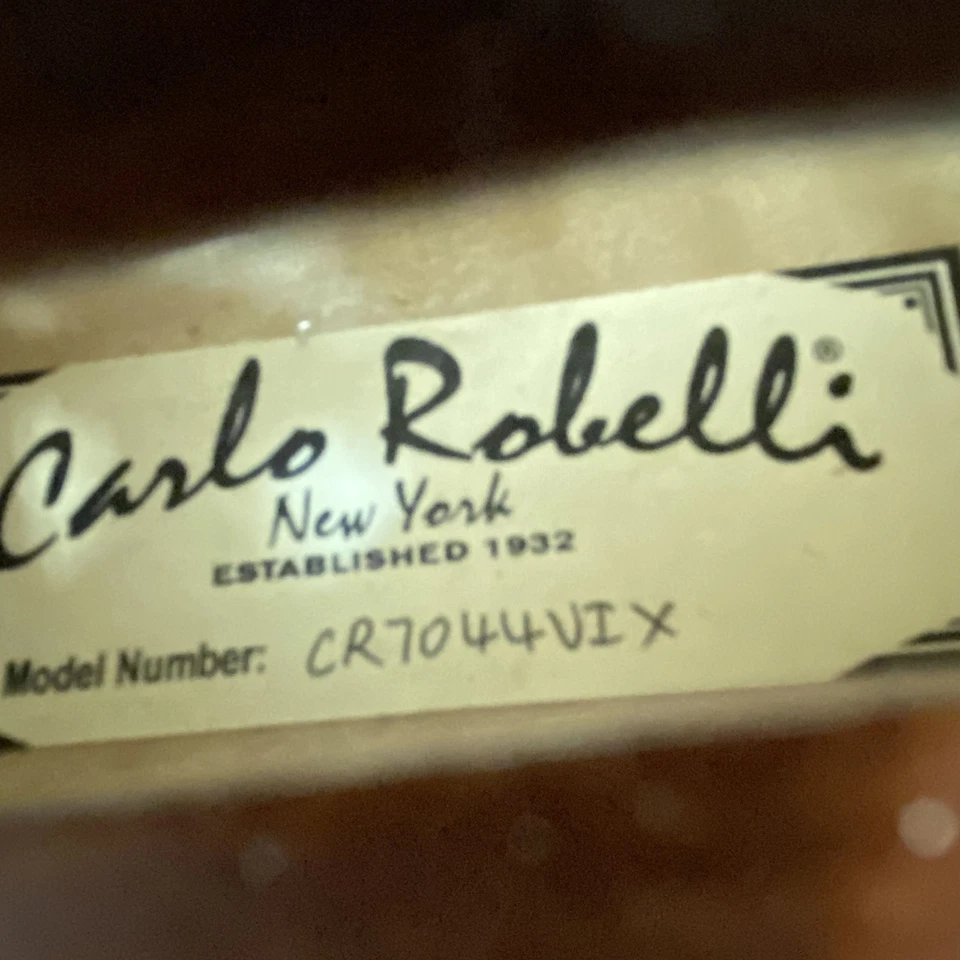 Carlo Robelli®
New York
ESTABLISHED 1932
Model Number: CR7044VIX